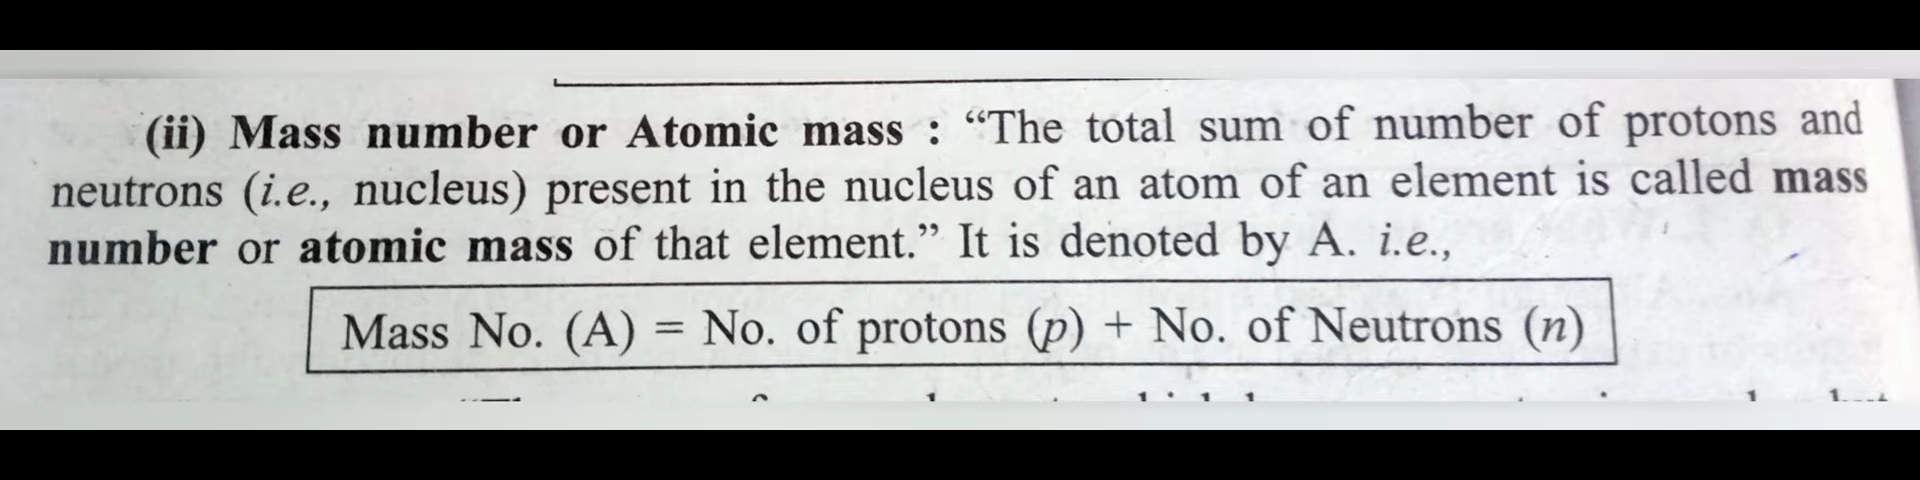 (ii) Mass number or Atomic mass : “The total sum of number of protons and
neutrons (i.e., nucleus) present in the nucleus of an atom of an element is called mass
number or atomic mass of that element.” It is denoted by A. i.e.,
Mass No. (A) = No. of protons (p) + No. of Neutrons (n)